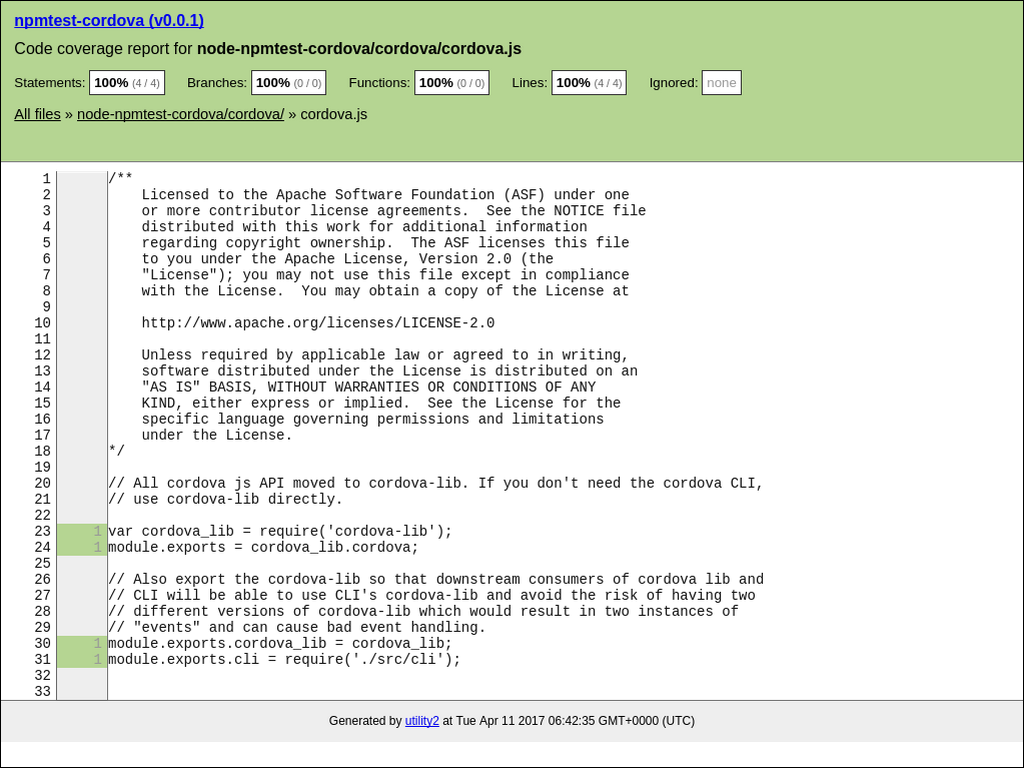 npmtest-cordova (v0.0.1)
Code coverage report for node-npmtest-cordova/cordova/cordova.js
Statements: 100% (4 / 4) Branches: 100% (0 / 0) Functions: 100% (0 / 0) Lines: 100% (4 / 4) Ignored: none
All files » node-npmtest-cordova/cordova/ » cordova.js
1 /**
2     Licensed to the Apache Software Foundation (ASF) under one
3     or more contributor license agreements.  See the NOTICE file
4     distributed with this work for additional information
5     regarding copyright ownership.  The ASF licenses this file
6     to you under the Apache License, Version 2.0 (the
7     "License"); you may not use this file except in compliance
8     with the License.  You may obtain a copy of the License at
9
10     http://www.apache.org/licenses/LICENSE-2.0
11
12     Unless required by applicable law or agreed to in writing,
13     software distributed under the License is distributed on an
14     "AS IS" BASIS, WITHOUT WARRANTIES OR CONDITIONS OF ANY
15     KIND, either express or implied.  See the License for the
16     specific language governing permissions and limitations
17     under the License.
18 */
19
20 // All cordova js API moved to cordova-lib. If you don't need the cordova CLI,
21 // use cordova-lib directly.
22
23 1 var cordova_lib = require('cordova-lib');
24 1 module.exports = cordova_lib.cordova;
25
26 // Also export the cordova-lib so that downstream consumers of cordova lib and
27 // CLI will be able to use CLI's cordova-lib and avoid the risk of having two
28 // different versions of cordova-lib which would result in two instances of
29 // "events" and can cause bad event handling.
30 1 module.exports.cordova_lib = cordova_lib;
31 1 module.exports.cli = require('./src/cli');
32
33
Generated by utility2 at Tue Apr 11 2017 06:42:35 GMT+0000 (UTC)